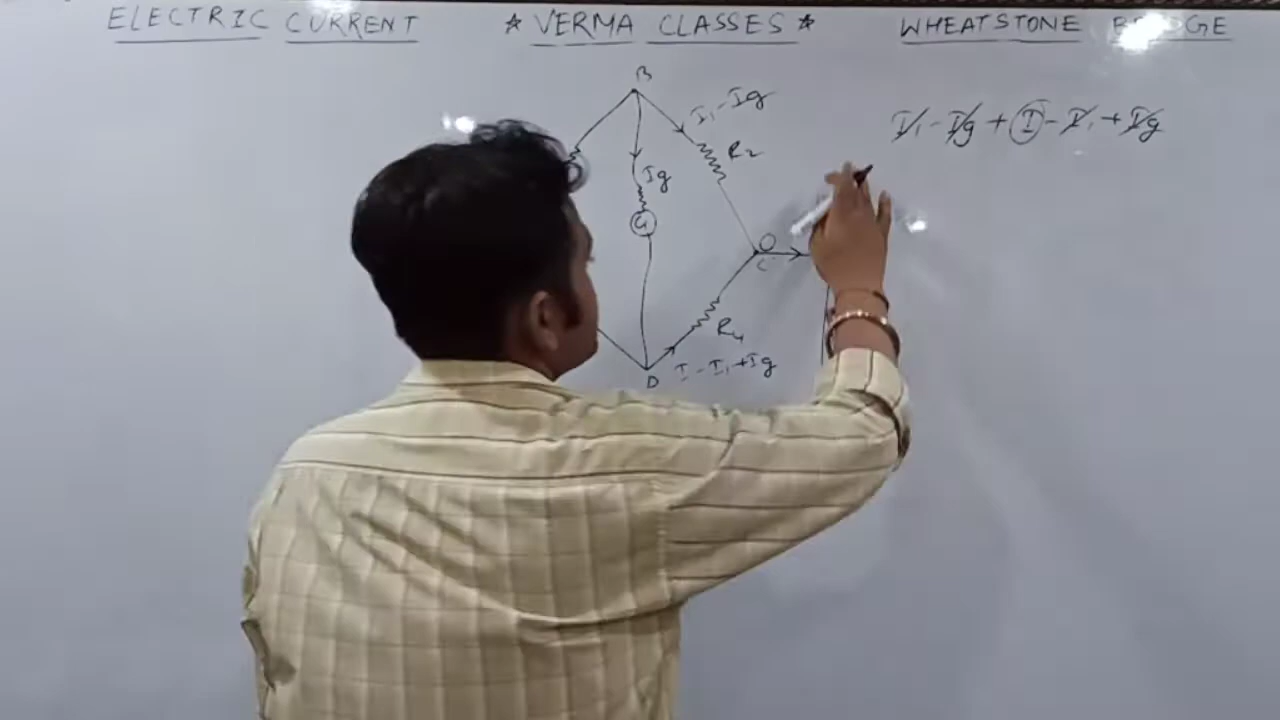 ELECTRIC CURRENT
★ VERMA CLASSES ★
WHEATSTONE
B
I₁-Ig
I₁ - Ig + I - I₁ + Ig
R₂
Ig
G
C
R₄
I - I₁ + Ig
D